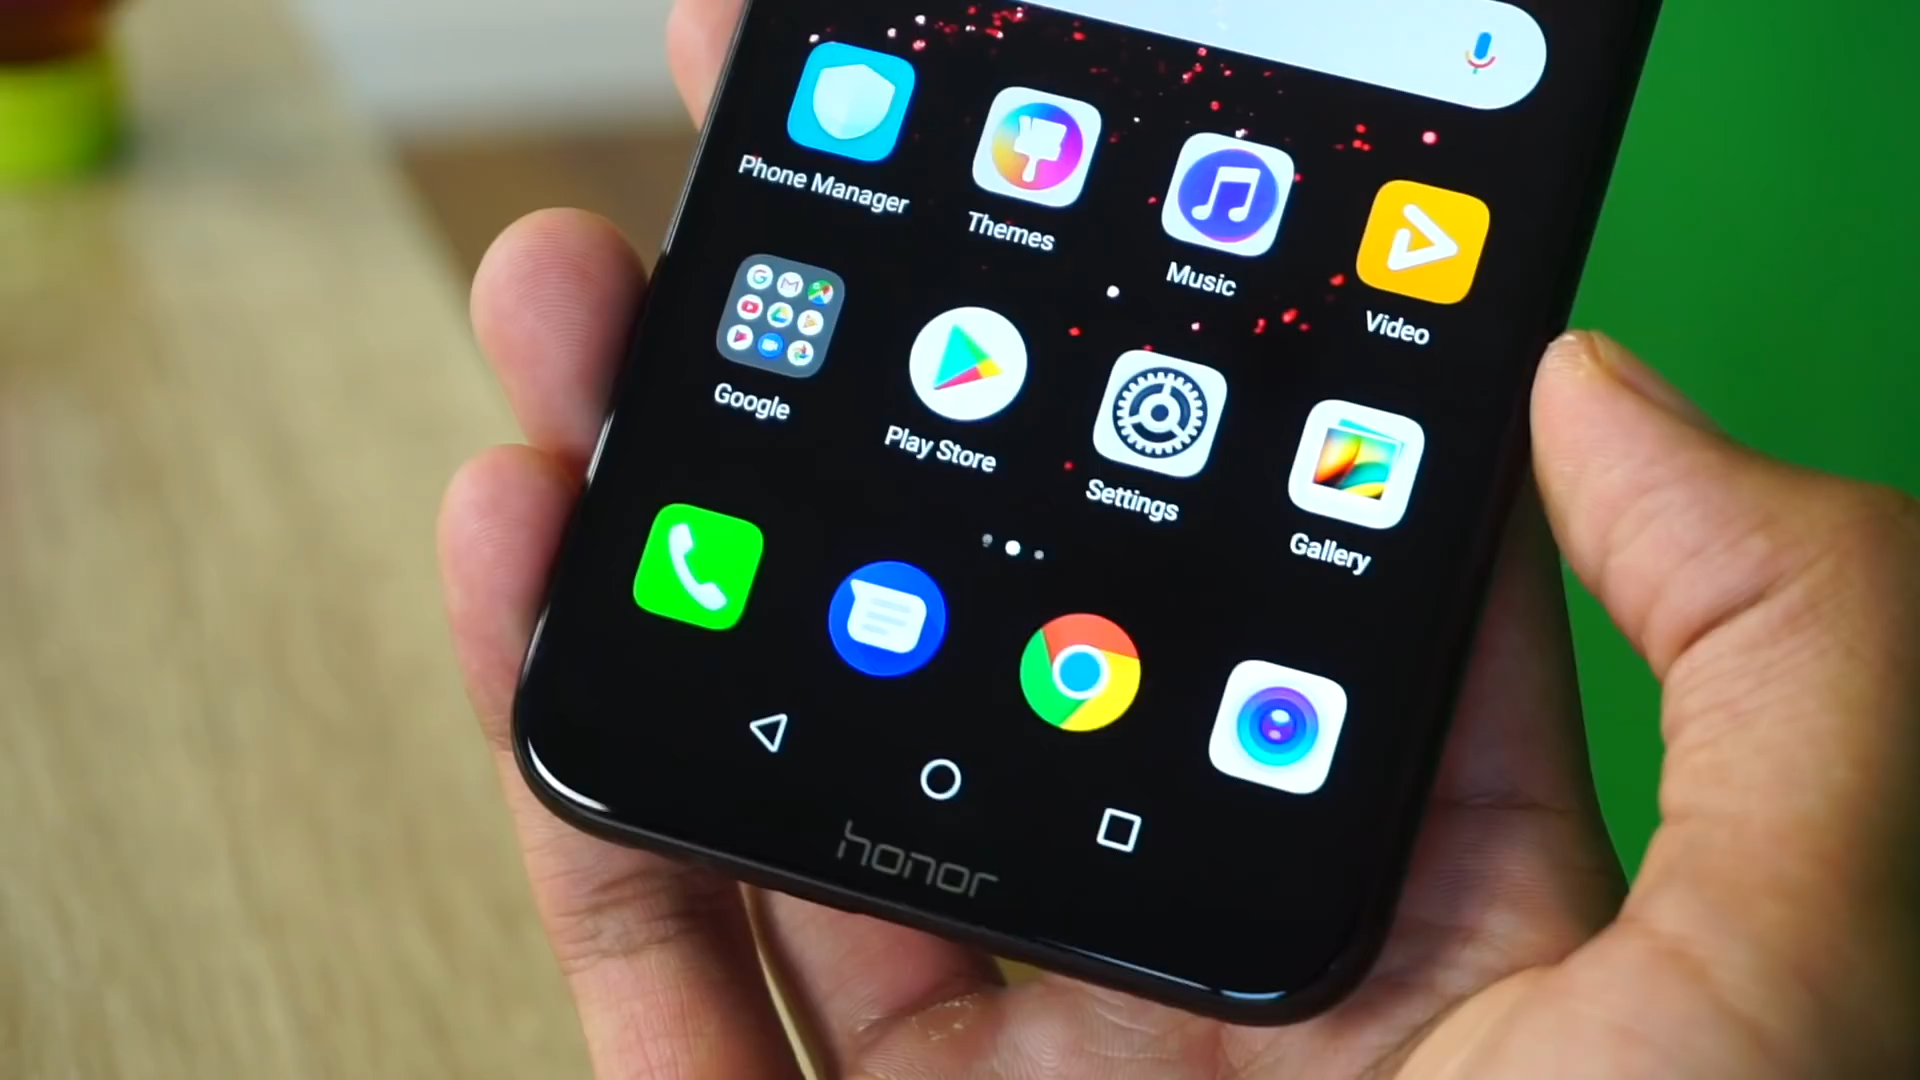 Phone Manager
Themes
Music
Video
Google
Play Store
Settings
Gallery
honor